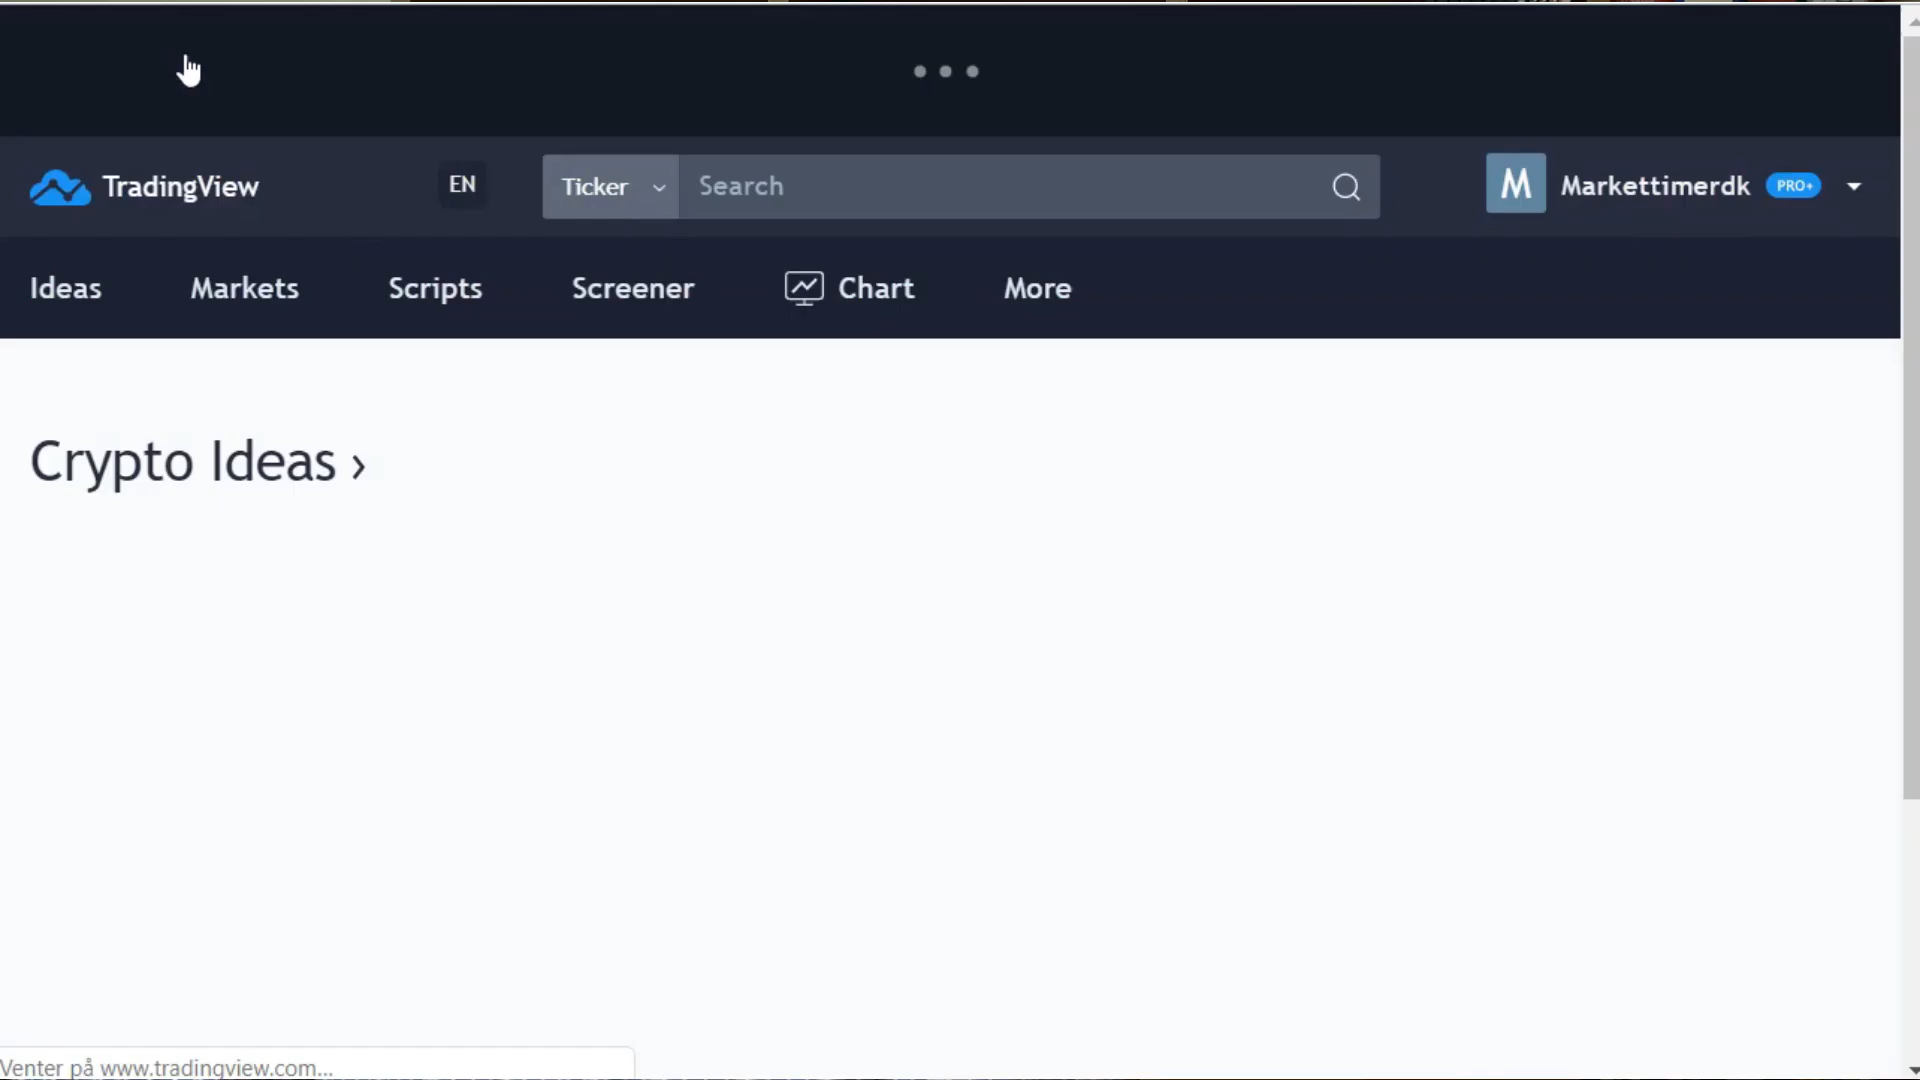 TradingView
EN
Ticker
Search
M
Markettimerdk
PRO+
Ideas
Markets
Scripts
Screener
Chart
More
Crypto Ideas ›
Venter på www.tradingview.com...